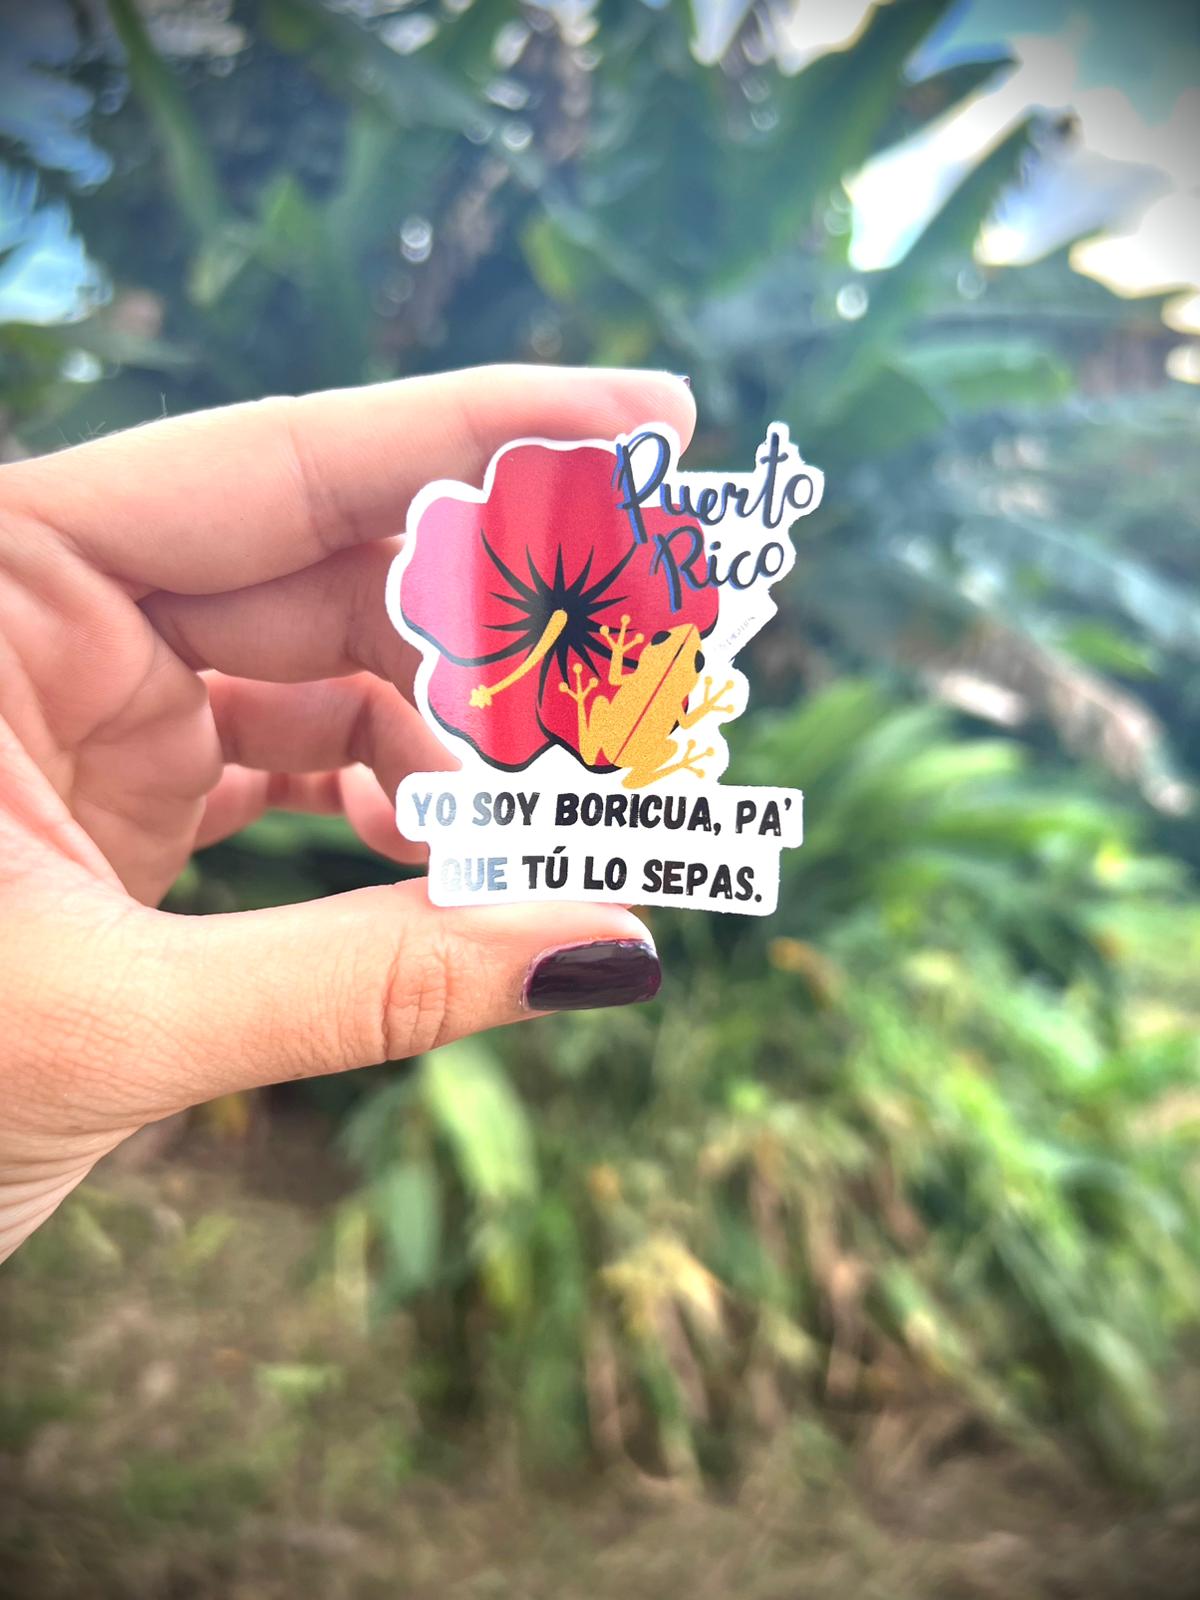 Puerto
Rico
YO SOY BORICUA, PA'
QUE TÚ LO SEPAS.